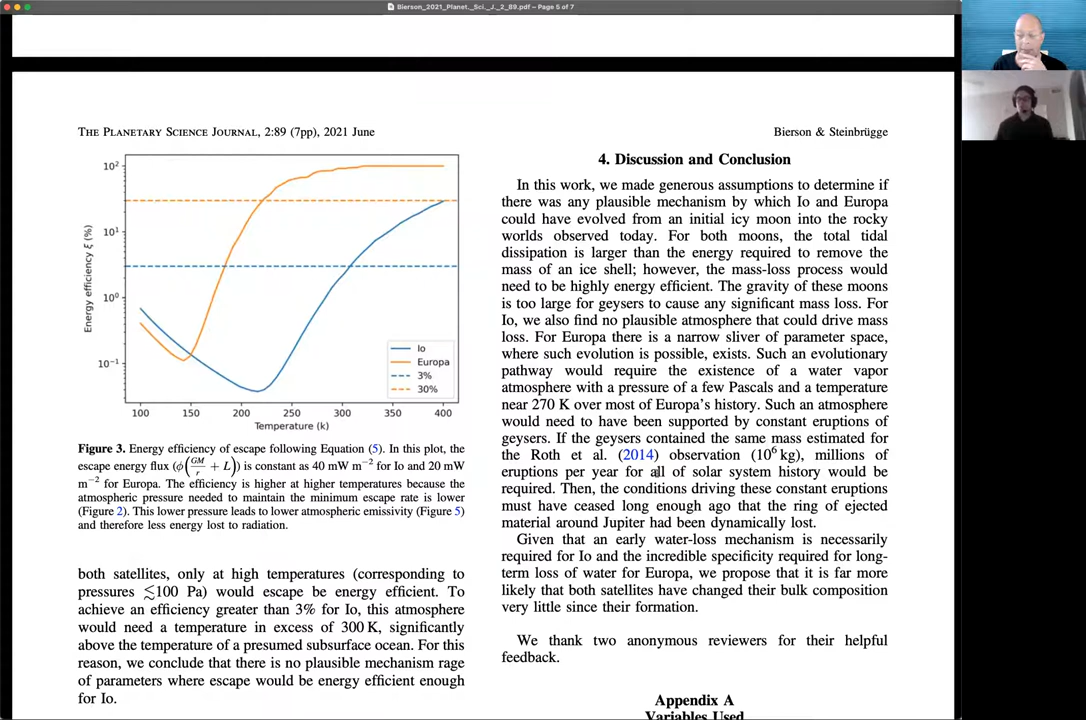 Bierson_2021_Planet._Sci._J._2_89.pdf – Page 5 of 7
THE PLANETARY SCIENCE JOURNAL, 2:89 (7pp), 2021 June
Bierson & Steinbrügge
10²
10¹
10⁰
10⁻¹
Energy efficiency ξ (%)
Io
Europa
3%
30%
100 150 200 250 300 350 400
Temperature (k)
Figure 3. Energy efficiency of escape following Equation (5). In this plot, the
escape energy flux (ϕ(GM/r + L)) is constant as 40 mW m⁻² for Io and 20 mW
m⁻² for Europa. The efficiency is higher at higher temperatures because the
atmospheric pressure needed to maintain the minimum escape rate is lower
(Figure 2). This lower pressure leads to lower atmospheric emissivity (Figure 5)
and therefore less energy lost to radiation.
both satellites, only at high temperatures (corresponding to
pressures ≲100 Pa) would escape be energy efficient. To
achieve an efficiency greater than 3% for Io, this atmosphere
would need a temperature in excess of 300 K, significantly
above the temperature of a presumed subsurface ocean. For this
reason, we conclude that there is no plausible mechanism rage
of parameters where escape would be energy efficient enough
for Io.
4. Discussion and Conclusion
In this work, we made generous assumptions to determine if
there was any plausible mechanism by which Io and Europa
could have evolved from an initial icy moon into the rocky
worlds observed today. For both moons, the total tidal
dissipation is larger than the energy required to remove the
mass of an ice shell; however, the mass-loss process would
need to be highly energy efficient. The gravity of these moons
is too large for geysers to cause any significant mass loss. For
Io, we also find no plausible atmosphere that could drive mass
loss. For Europa there is a narrow sliver of parameter space,
where such evolution is possible, exists. Such an evolutionary
pathway would require the existence of a water vapor
atmosphere with a pressure of a few Pascals and a temperature
near 270 K over most of Europa's history. Such an atmosphere
would need to have been supported by constant eruptions of
geysers. If the geysers contained the same mass estimated for
the Roth et al. (2014) observation (10⁶ kg), millions of
eruptions per year for all of solar system history would be
required. Then, the conditions driving these constant eruptions
must have ceased long enough ago that the ring of ejected
material around Jupiter had been dynamically lost.
Given that an early water-loss mechanism is necessarily
required for Io and the incredible specificity required for long-
term loss of water for Europa, we propose that it is far more
likely that both satellites have changed their bulk composition
very little since their formation.
We thank two anonymous reviewers for their helpful
feedback.
Appendix A
Variables Used